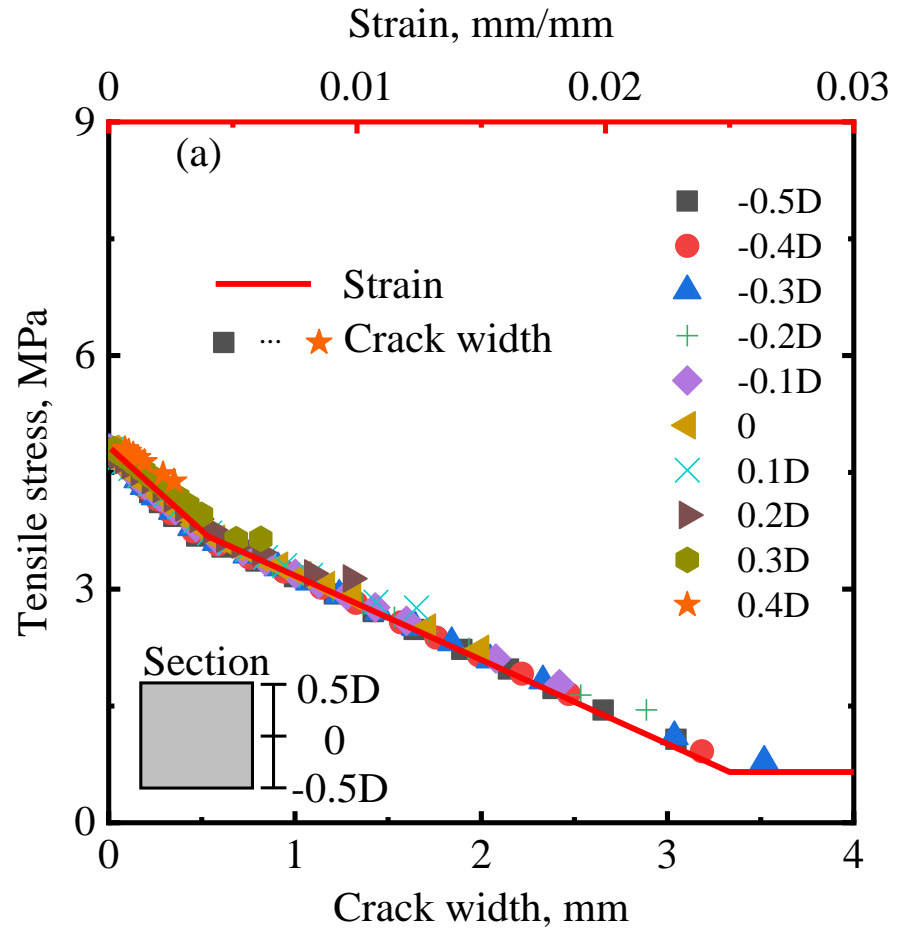 Strain, mm/mm
0 0.01 0.02 0.03
Tensile stress, MPa
9
6
3
0
(a)
Strain
... Crack width
-0.5D
-0.4D
-0.3D
-0.2D
-0.1D
0
0.1D
0.2D
0.3D
0.4D
Section
0.5D
0
-0.5D
0 1 2 3 4
Crack width, mm